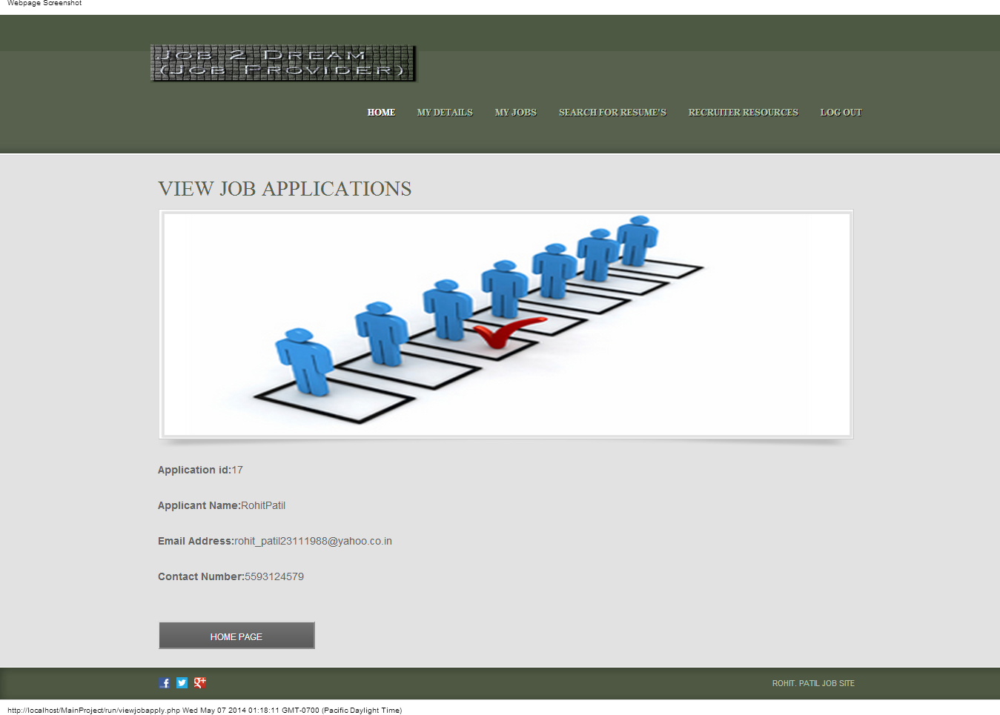 Webpage Screenshot
Job 2 Dream
(Job Provider)
HOME MY DETAILS MY JOBS SEARCH FOR RESUME'S RECRUITER RESOURCES LOG OUT
VIEW JOB APPLICATIONS
Application id:17
Applicant Name:RohitPatil
Email Address:rohit_patil23111988@yahoo.co.in
Contact Number:5593124579
HOME PAGE
ROHIT. PATIL JOB SITE
http://localhost/MainProject/run/viewjobapply.php Wed May 07 2014 01:18:11 GMT-0700 (Pacific Daylight Time)